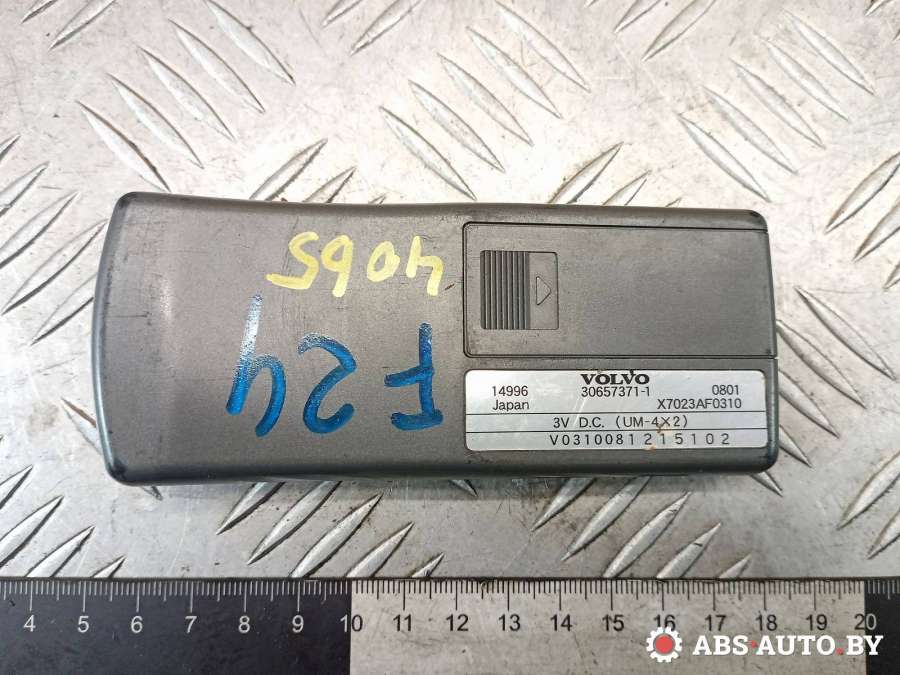 4065
F24
VOLVO
14996 30657371-1 0801
Japan X7023AF0310
3V D.C. (UM-4×2)
V0310081215102
4 5 6 7 8 9 10 11 12 13 14 15 16 17 18 19 20
ABS-AUTO.BY